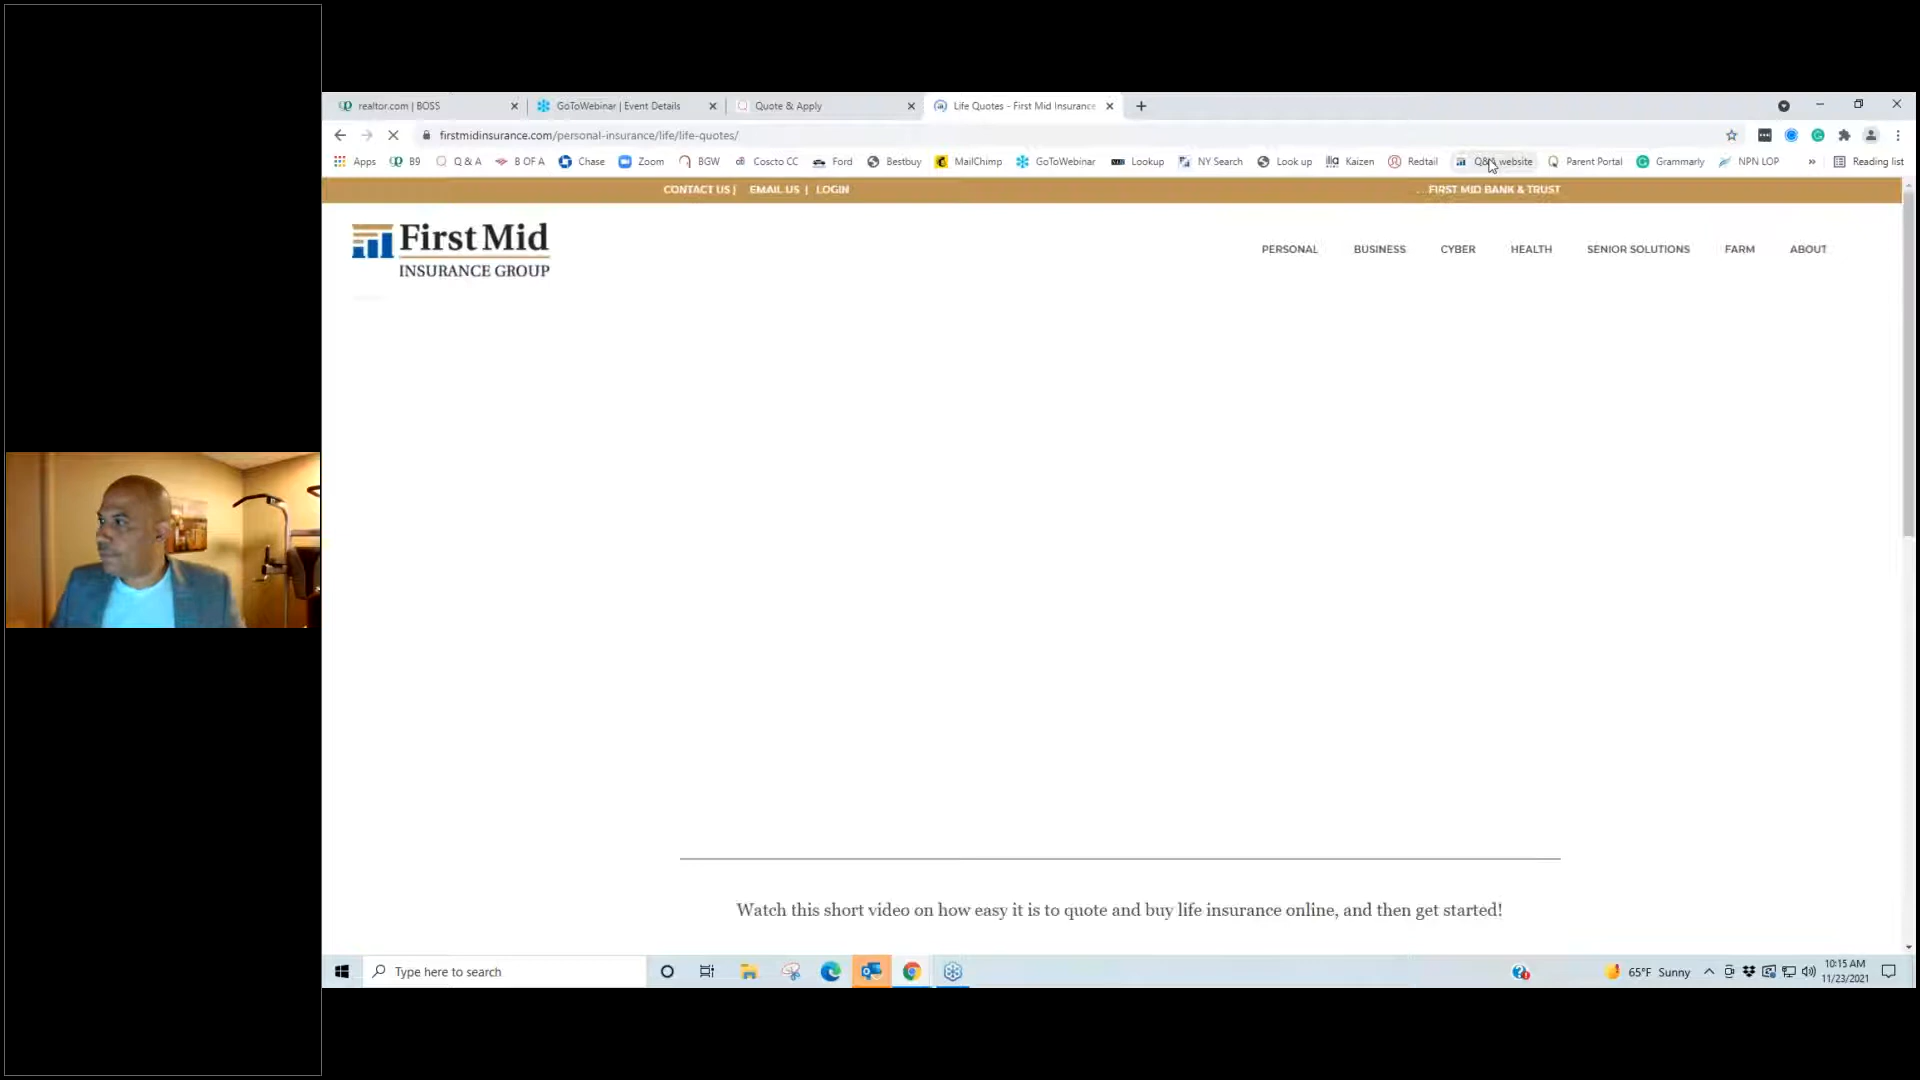 realtor.com | BOSS
GoToWebinar | Event Details
Quote & Apply
Life Quotes - First Mid Insurance
firstmidinsurance.com/personal-insurance/life/life-quotes/
Apps B9 Q & A B OF A Chase Zoom BGW Coscto CC Ford Bestbuy MailChimp GoToWebinar Lookup NY Search Look up Kaizen Redtail Q&A website Parent Portal Grammarly NPN LOP » Reading list
CONTACT US | EMAIL US | LOGIN FIRST MID BANK & TRUST
First Mid
INSURANCE GROUP
PERSONAL BUSINESS CYBER HEALTH SENIOR SOLUTIONS FARM ABOUT
Watch this short video on how easy it is to quote and buy life insurance online, and then get started!
Type here to search
65°F Sunny
10:15 AM
11/23/2021